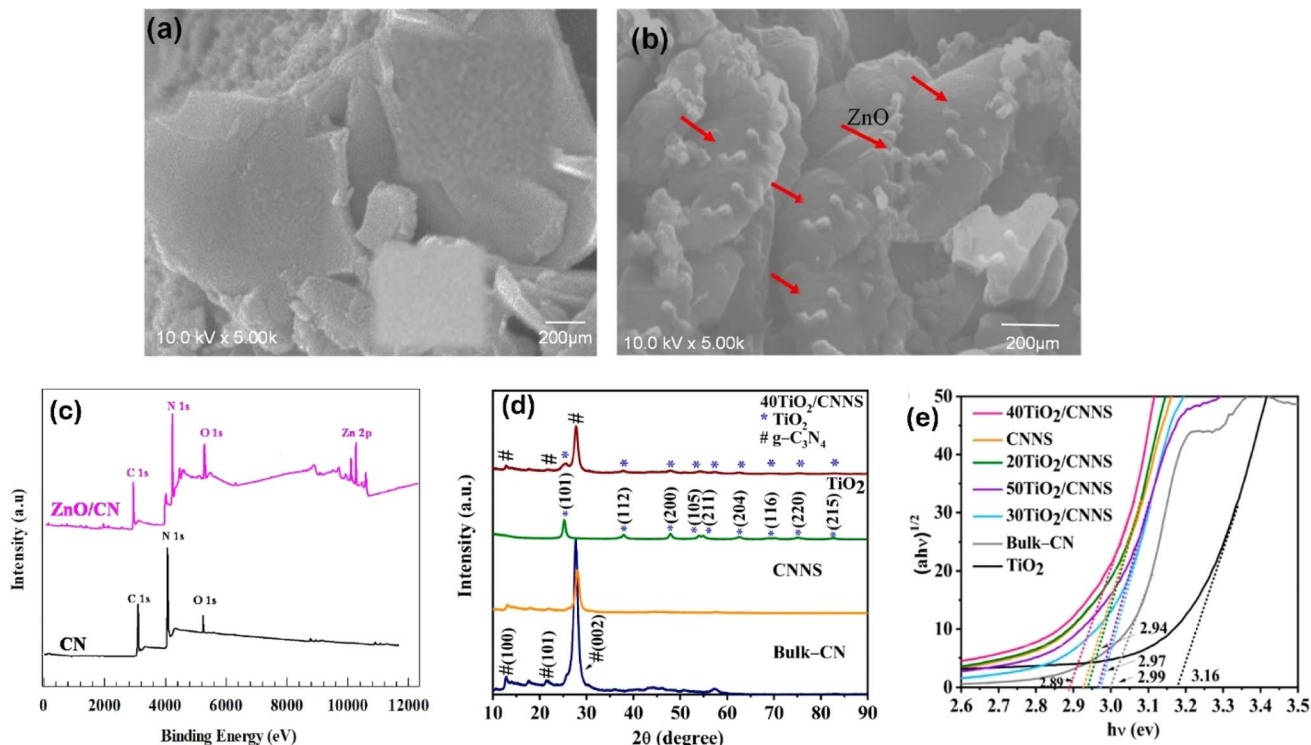 (a)
10.0 kV x 5.00k
200μm
(b)
ZnO
10.0 kV x 5.00k
200μm
(c)
N 1s
C 1s
O 1s
Zn 2p
ZnO/CN
N 1s
C 1s
O 1s
CN
Intensity (a.u)
0 2000 4000 6000 8000 10000 12000
Binding Energy (eV)
(d)
40TiO₂/CNNS
* TiO₂
# g–C₃N₄
# * # # * * * * * * * *
TiO₂
*(101)
*(112)
*(200)
*(105)
*(211)
*(204)
*(116)
*(220)
*(215)
CNNS
Bulk–CN
#(100)
#(101)
#(002)
Intensity (a.u.)
10 20 30 40 50 60 70 80 90
2θ (degree)
(e)
40TiO₂/CNNS
CNNS
20TiO₂/CNNS
50TiO₂/CNNS
30TiO₂/CNNS
Bulk–CN
TiO₂
2.94
2.97
2.99
2.89
3.16
(ahν)^1/2
50
40
30
20
10
0
2.6 2.7 2.8 2.9 3.0 3.1 3.2 3.3 3.4 3.5
hν (ev)